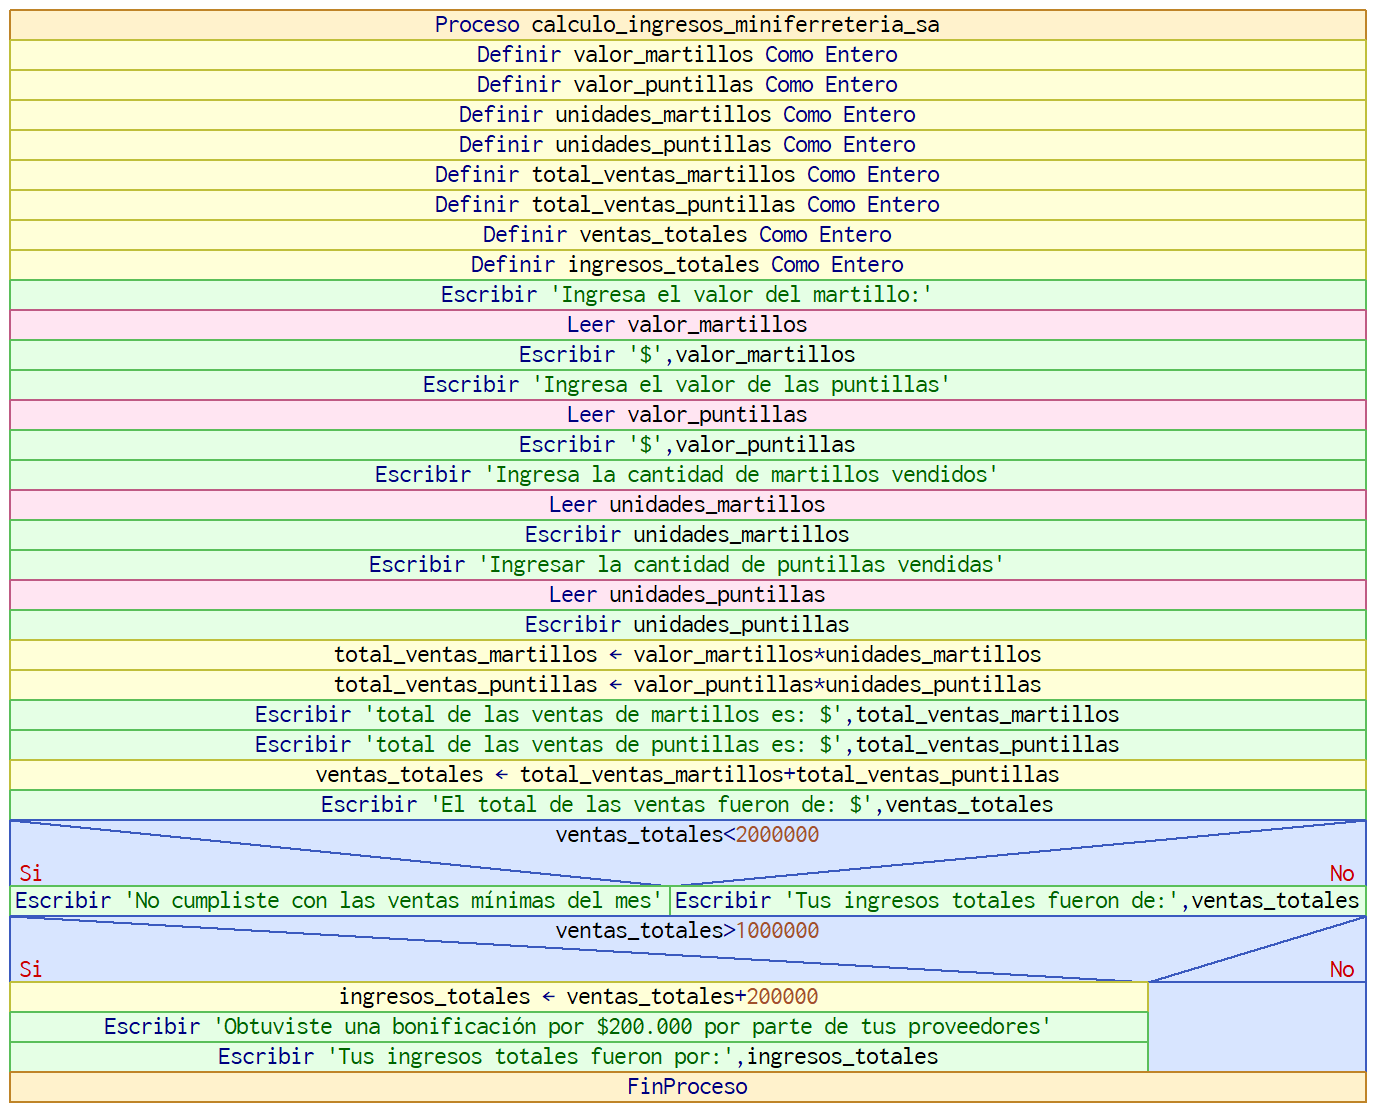 Proceso calculo_ingresos_miniferreteria_sa
Definir valor_martillos Como Entero
Definir valor_puntillas Como Entero
Definir unidades_martillos Como Entero
Definir unidades_puntillas Como Entero
Definir total_ventas_martillos Como Entero
Definir total_ventas_puntillas Como Entero
Definir ventas_totales Como Entero
Definir ingresos_totales Como Entero
Escribir 'Ingresa el valor del martillo:'
Leer valor_martillos
Escribir '$',valor_martillos
Escribir 'Ingresa el valor de las puntillas'
Leer valor_puntillas
Escribir '$',valor_puntillas
Escribir 'Ingresa la cantidad de martillos vendidos'
Leer unidades_martillos
Escribir unidades_martillos
Escribir 'Ingresar la cantidad de puntillas vendidas'
Leer unidades_puntillas
Escribir unidades_puntillas
total_ventas_martillos ← valor_martillos*unidades_martillos
total_ventas_puntillas ← valor_puntillas*unidades_puntillas
Escribir 'total de las ventas de martillos es: $',total_ventas_martillos
Escribir 'total de las ventas de puntillas es: $',total_ventas_puntillas
ventas_totales ← total_ventas_martillos+total_ventas_puntillas
Escribir 'El total de las ventas fueron de: $',ventas_totales
ventas_totales<2000000
Si
No
Escribir 'No cumpliste con las ventas mínimas del mes'
Escribir 'Tus ingresos totales fueron de:',ventas_totales
ventas_totales>1000000
Si
No
ingresos_totales ← ventas_totales+200000
Escribir 'Obtuviste una bonificación por $200.000 por parte de tus proveedores'
Escribir 'Tus ingresos totales fueron por:',ingresos_totales
FinProceso